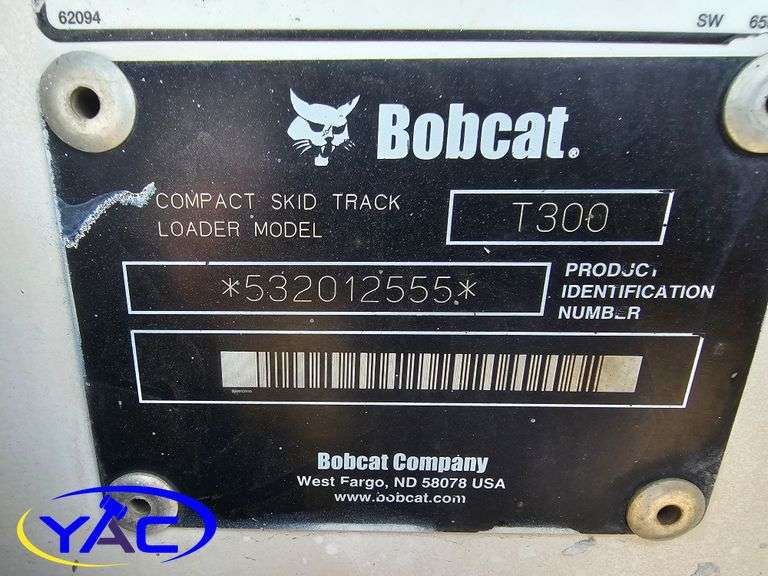 62094 SW
Bobcat®
COMPACT SKID TRACK
LOADER MODEL
T300
*532012555*
PRODUCT
IDENTIFICATION
NUMBER
Bobcat Company
West Fargo, ND 58078 USA
www.bobcat.com
YAC